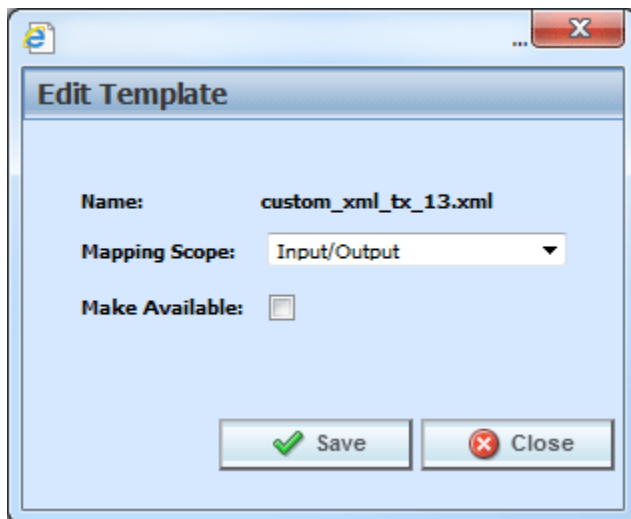 ...
Edit Template
Name: custom_xml_tx_13.xml
Mapping Scope: Input/Output
Make Available:
Save Close